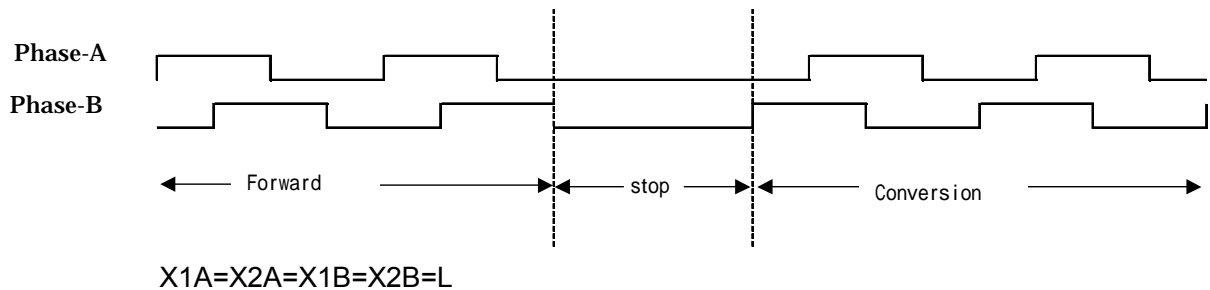 Phase-A
Phase-B
Forward
stop
Conversion
X1A=X2A=X1B=X2B=L